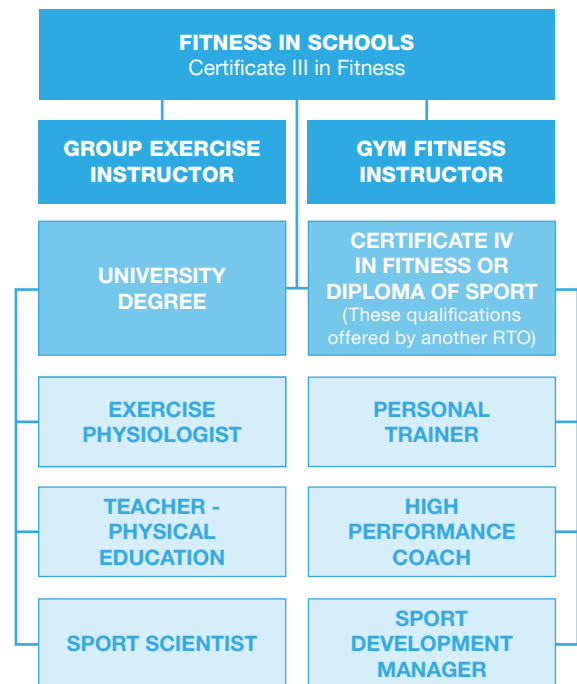 FITNESS IN SCHOOLS
Certificate III in Fitness
GROUP EXERCISE
INSTRUCTOR
GYM FITNESS
INSTRUCTOR
UNIVERSITY
DEGREE
CERTIFICATE IV
IN FITNESS OR
DIPLOMA OF SPORT
(These qualifications
offered by another RTO)
EXERCISE
PHYSIOLOGIST
PERSONAL
TRAINER
TEACHER -
PHYSICAL
EDUCATION
HIGH
PERFORMANCE
COACH
SPORT SCIENTIST
SPORT
DEVELOPMENT
MANAGER